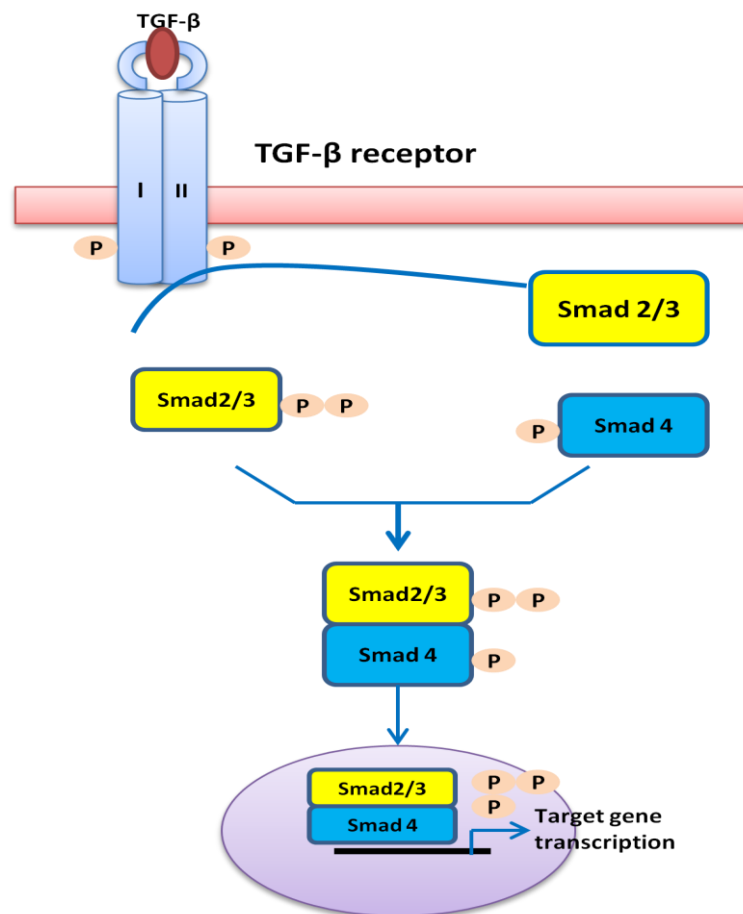 TGF-β
TGF-β receptor
I II
P P
Smad 2/3
Smad2/3 P P
P Smad 4
Smad2/3 P P
Smad 4 P
Smad2/3 P P
P
Smad 4
Target gene
transcription